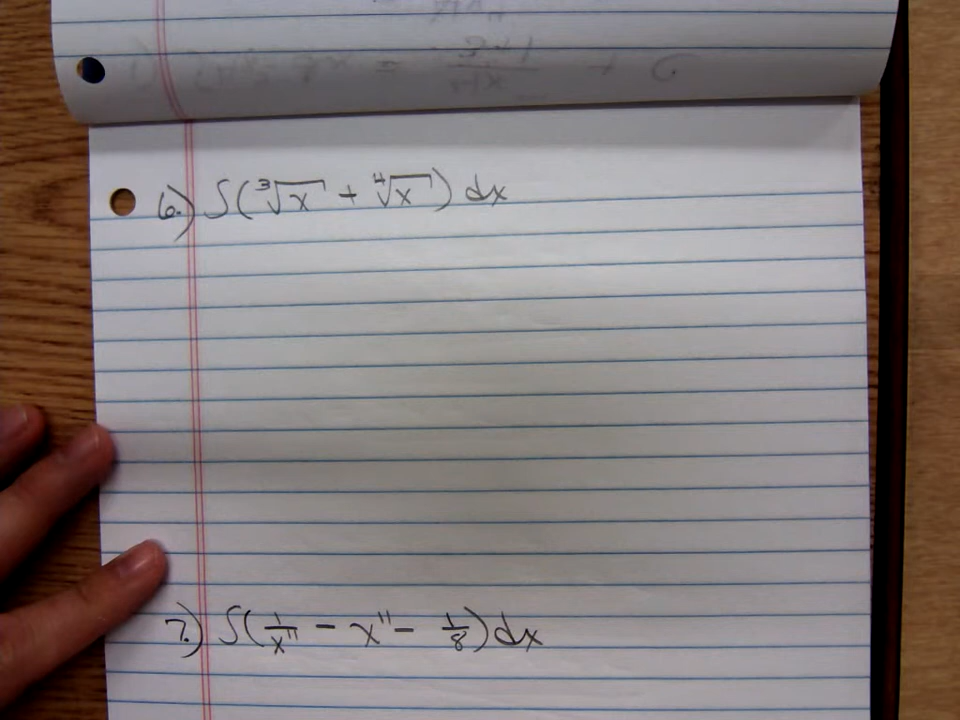 6.) ∫(∛x + ∜x) dx
7.) ∫(1/x¹¹ − x¹¹ − 1/8) dx